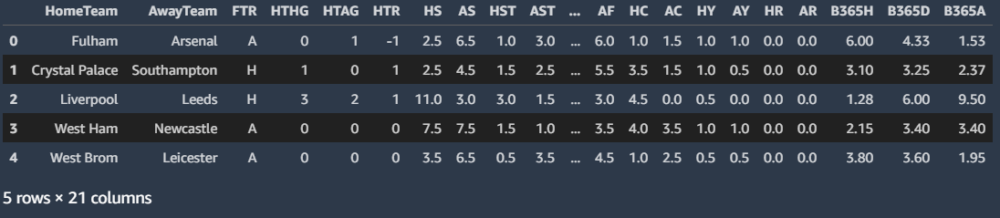 HomeTeam AwayTeam FTR HTHG HTAG HTR HS AS HST AST ... AF HC AC HY AY HR AR B365H B365D B365A
0 Fulham Arsenal A 0 1 -1 2.5 6.5 1.0 3.0 ... 6.0 1.0 1.5 1.0 1.0 0.0 0.0 6.00 4.33 1.53
1 Crystal Palace Southampton H 1 0 1 2.5 4.5 1.5 2.5 ... 5.5 3.5 1.5 1.0 0.5 0.0 0.0 3.10 3.25 2.37
2 Liverpool Leeds H 3 2 1 11.0 3.0 3.0 1.5 ... 3.0 4.5 0.0 0.5 0.0 0.0 0.0 1.28 6.00 9.50
3 West Ham Newcastle A 0 0 0 7.5 7.5 1.5 1.0 ... 3.5 4.0 3.5 1.0 1.0 0.0 0.0 2.15 3.40 3.40
4 West Brom Leicester A 0 0 0 3.5 6.5 0.5 3.5 ... 4.5 1.0 2.5 0.5 0.5 0.0 0.0 3.80 3.60 1.95
5 rows × 21 columns